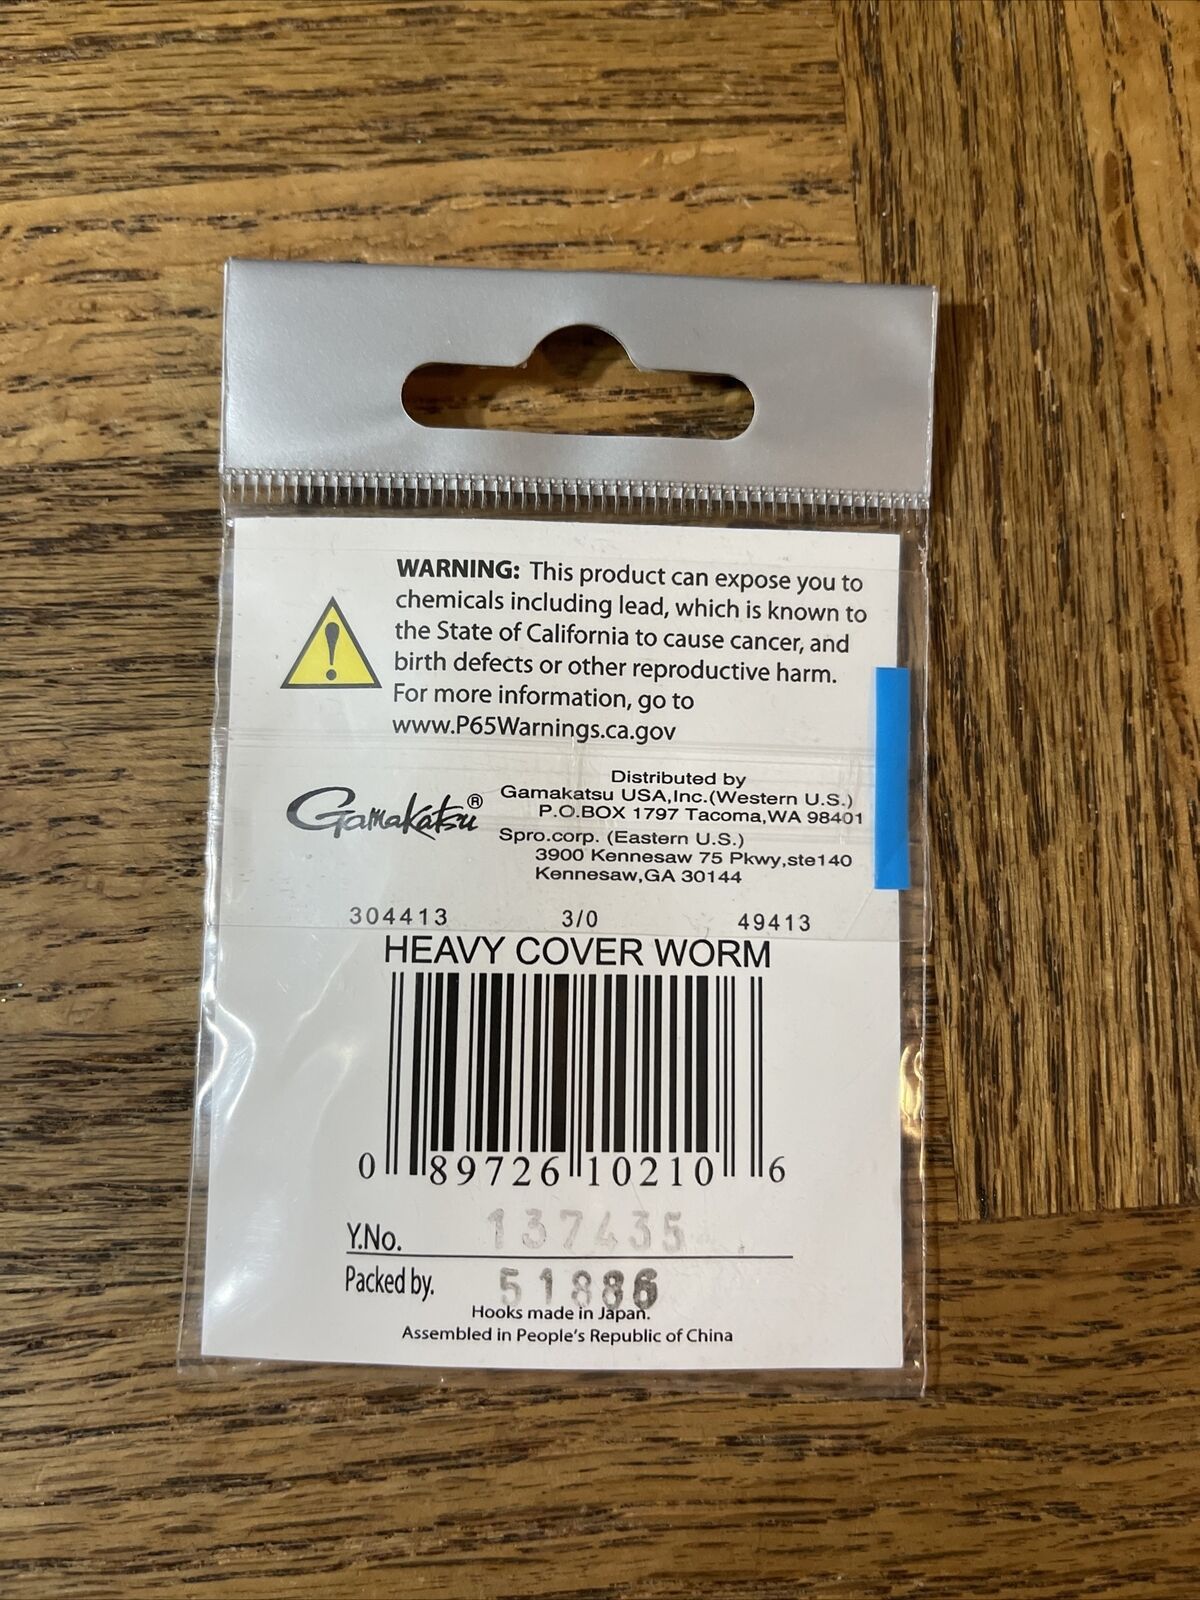 WARNING: This product can expose you to
chemicals including lead, which is known to
the State of California to cause cancer, and
birth defects or other reproductive harm.
For more information, go to
www.P65Warnings.ca.gov
Gamakatsu®
Distributed by
Gamakatsu USA,Inc.(Western U.S.)
P.O.BOX 1797 Tacoma,WA 98401
Spro.corp. (Eastern U.S.)
3900 Kennesaw 75 Pkwy,ste140
Kennesaw,GA 30144
304413 3/0 49413
HEAVY COVER WORM
0 89726 10210 6
Y.No. 137435
Packed by. 51886
Hooks made in Japan.
Assembled in People's Republic of China